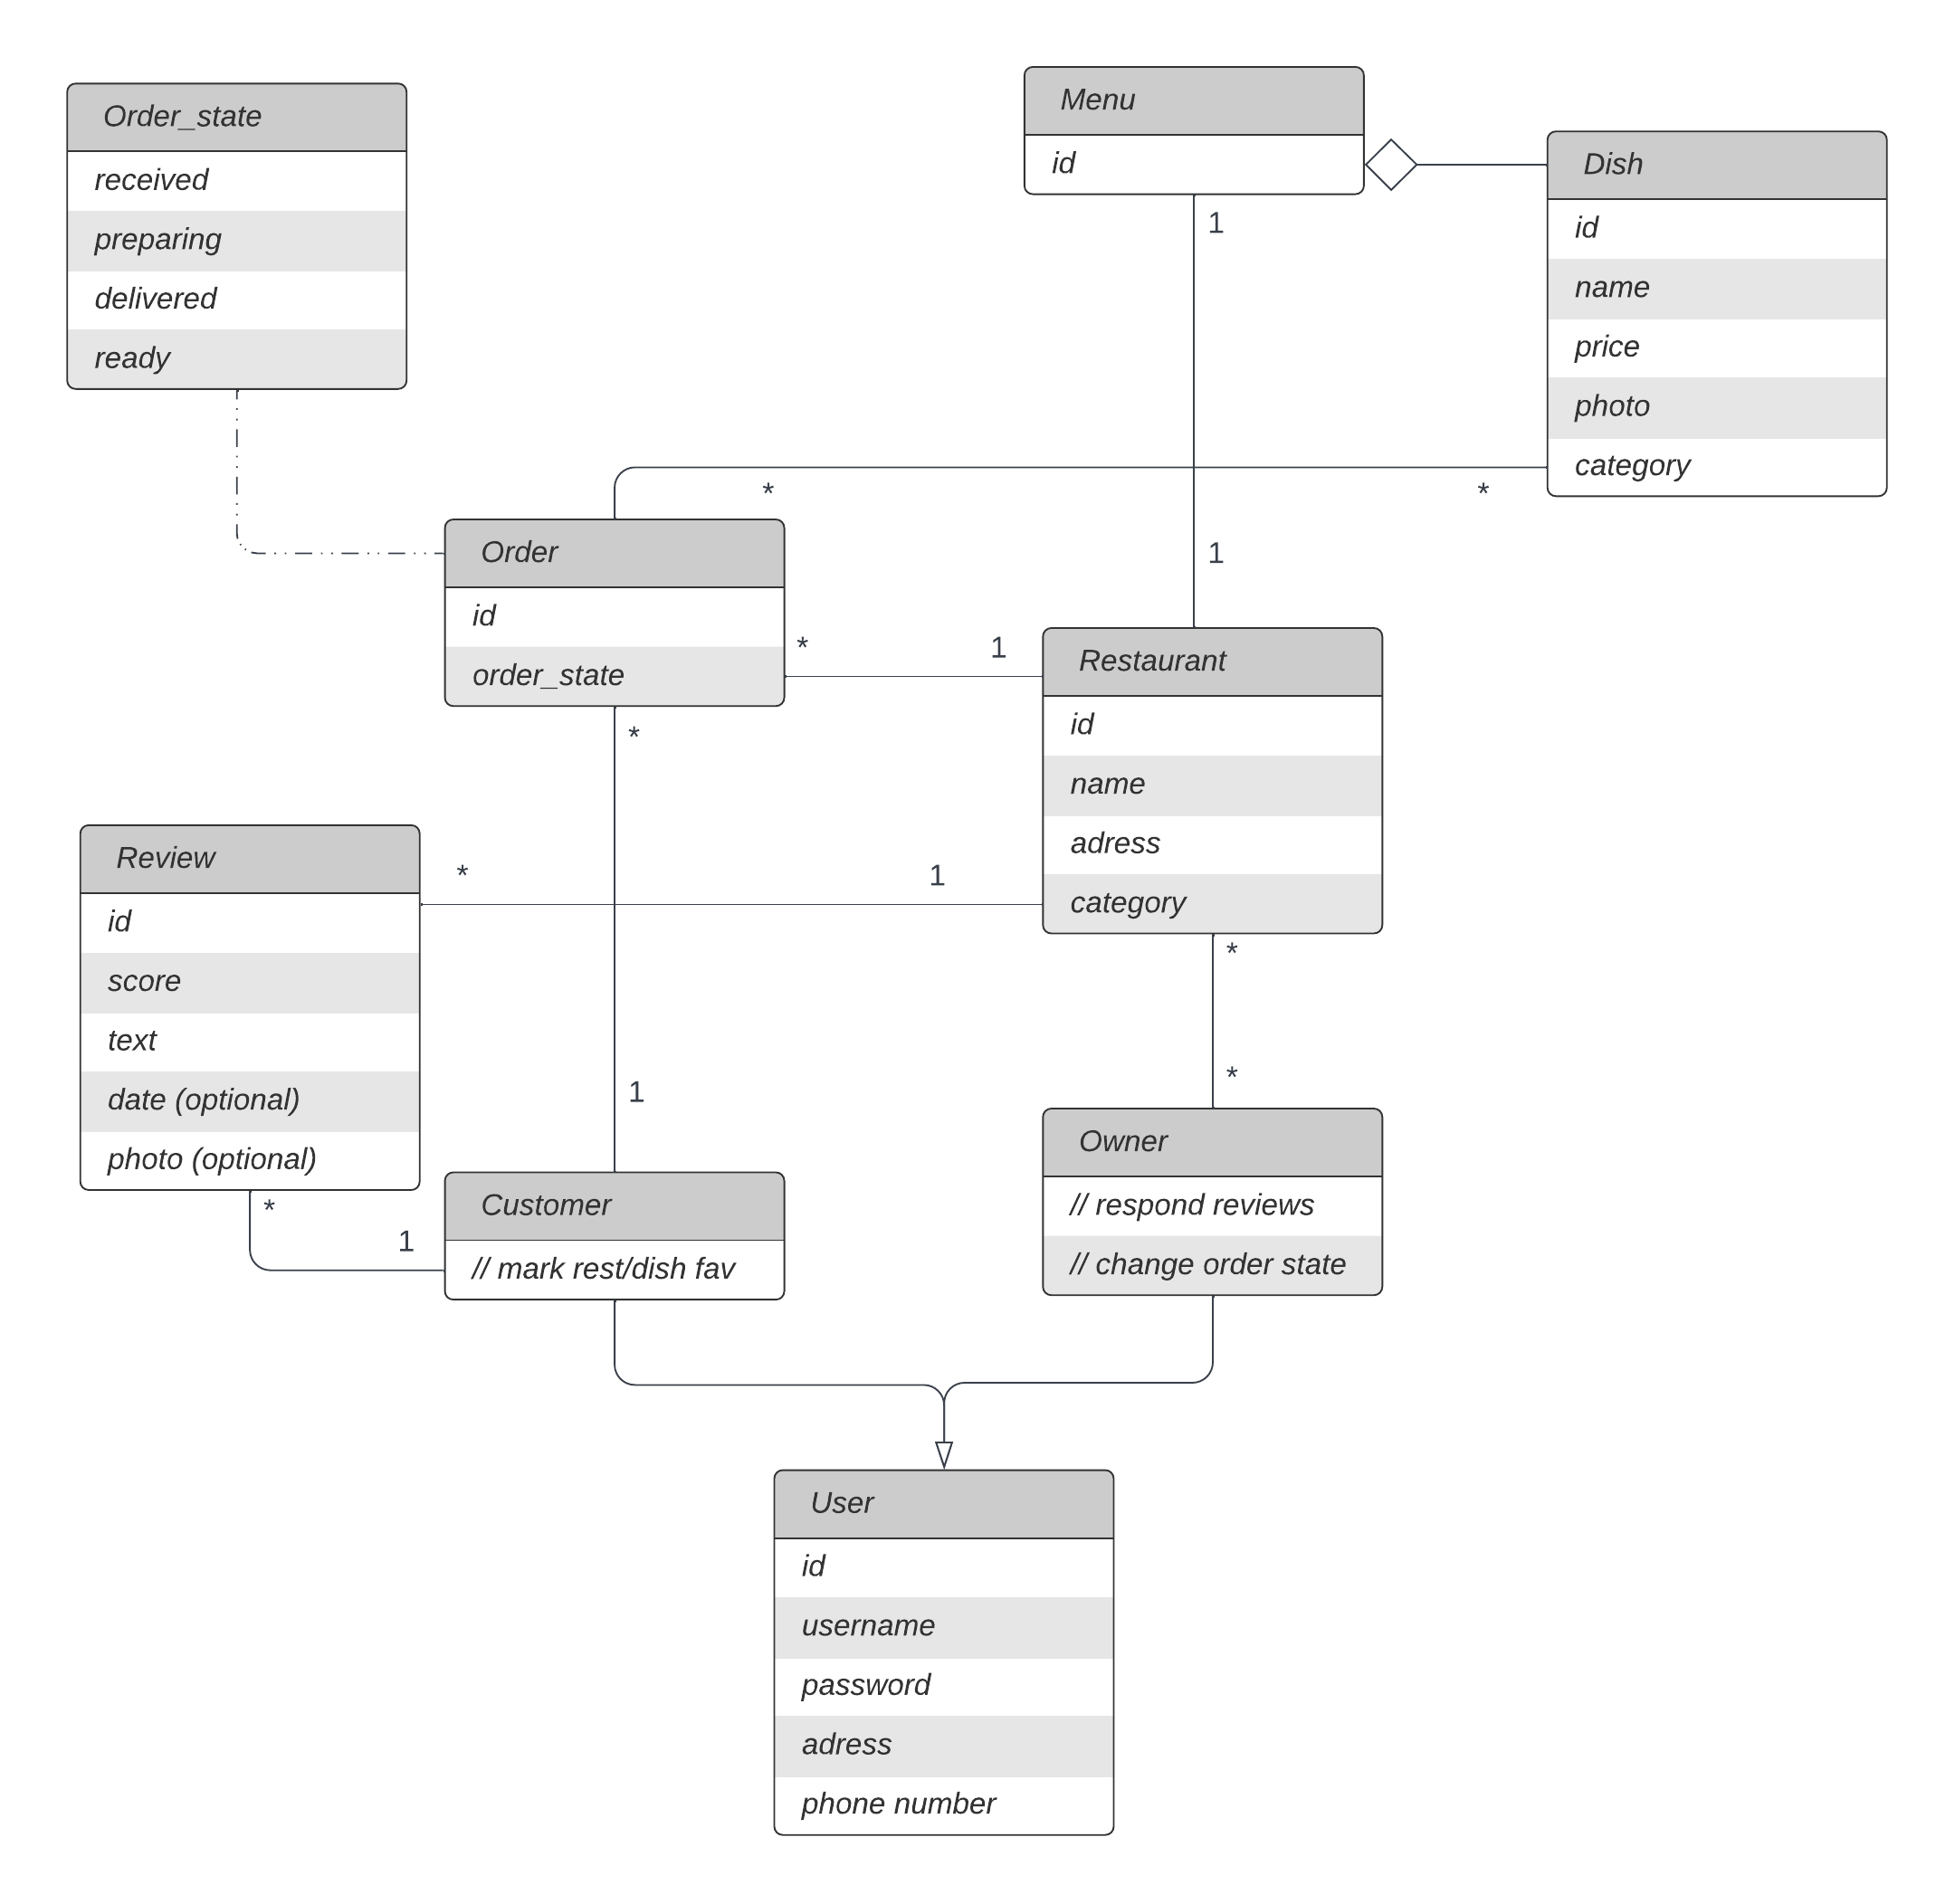 Order_state
received
preparing
delivered
ready
Menu
id
1
Dish
id
name
price
photo
category
*
*
1
Order
id
order_state
*
1
*
Restaurant
id
name
adress
category
*
1
*
Review
id
score
text
date (optional)
photo (optional)
*
1
1
Customer
// mark rest/dish fav
*
Owner
// respond reviews
// change order state
User
id
username
password
adress
phone number